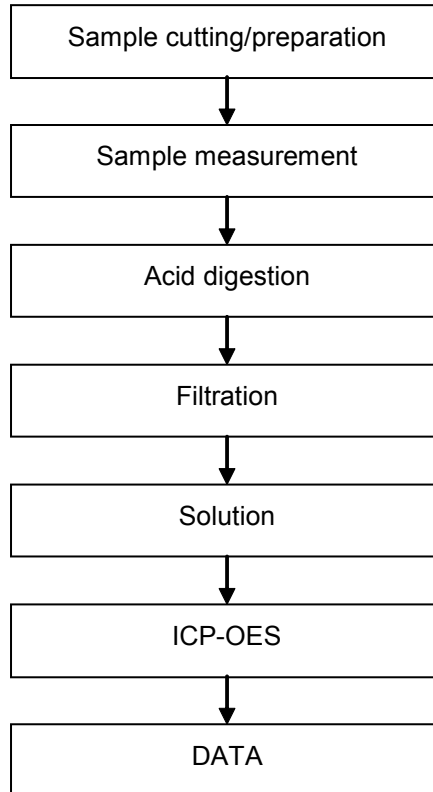 Sample cutting/preparation
Sample measurement
Acid digestion
Filtration
Solution
ICP-OES
DATA